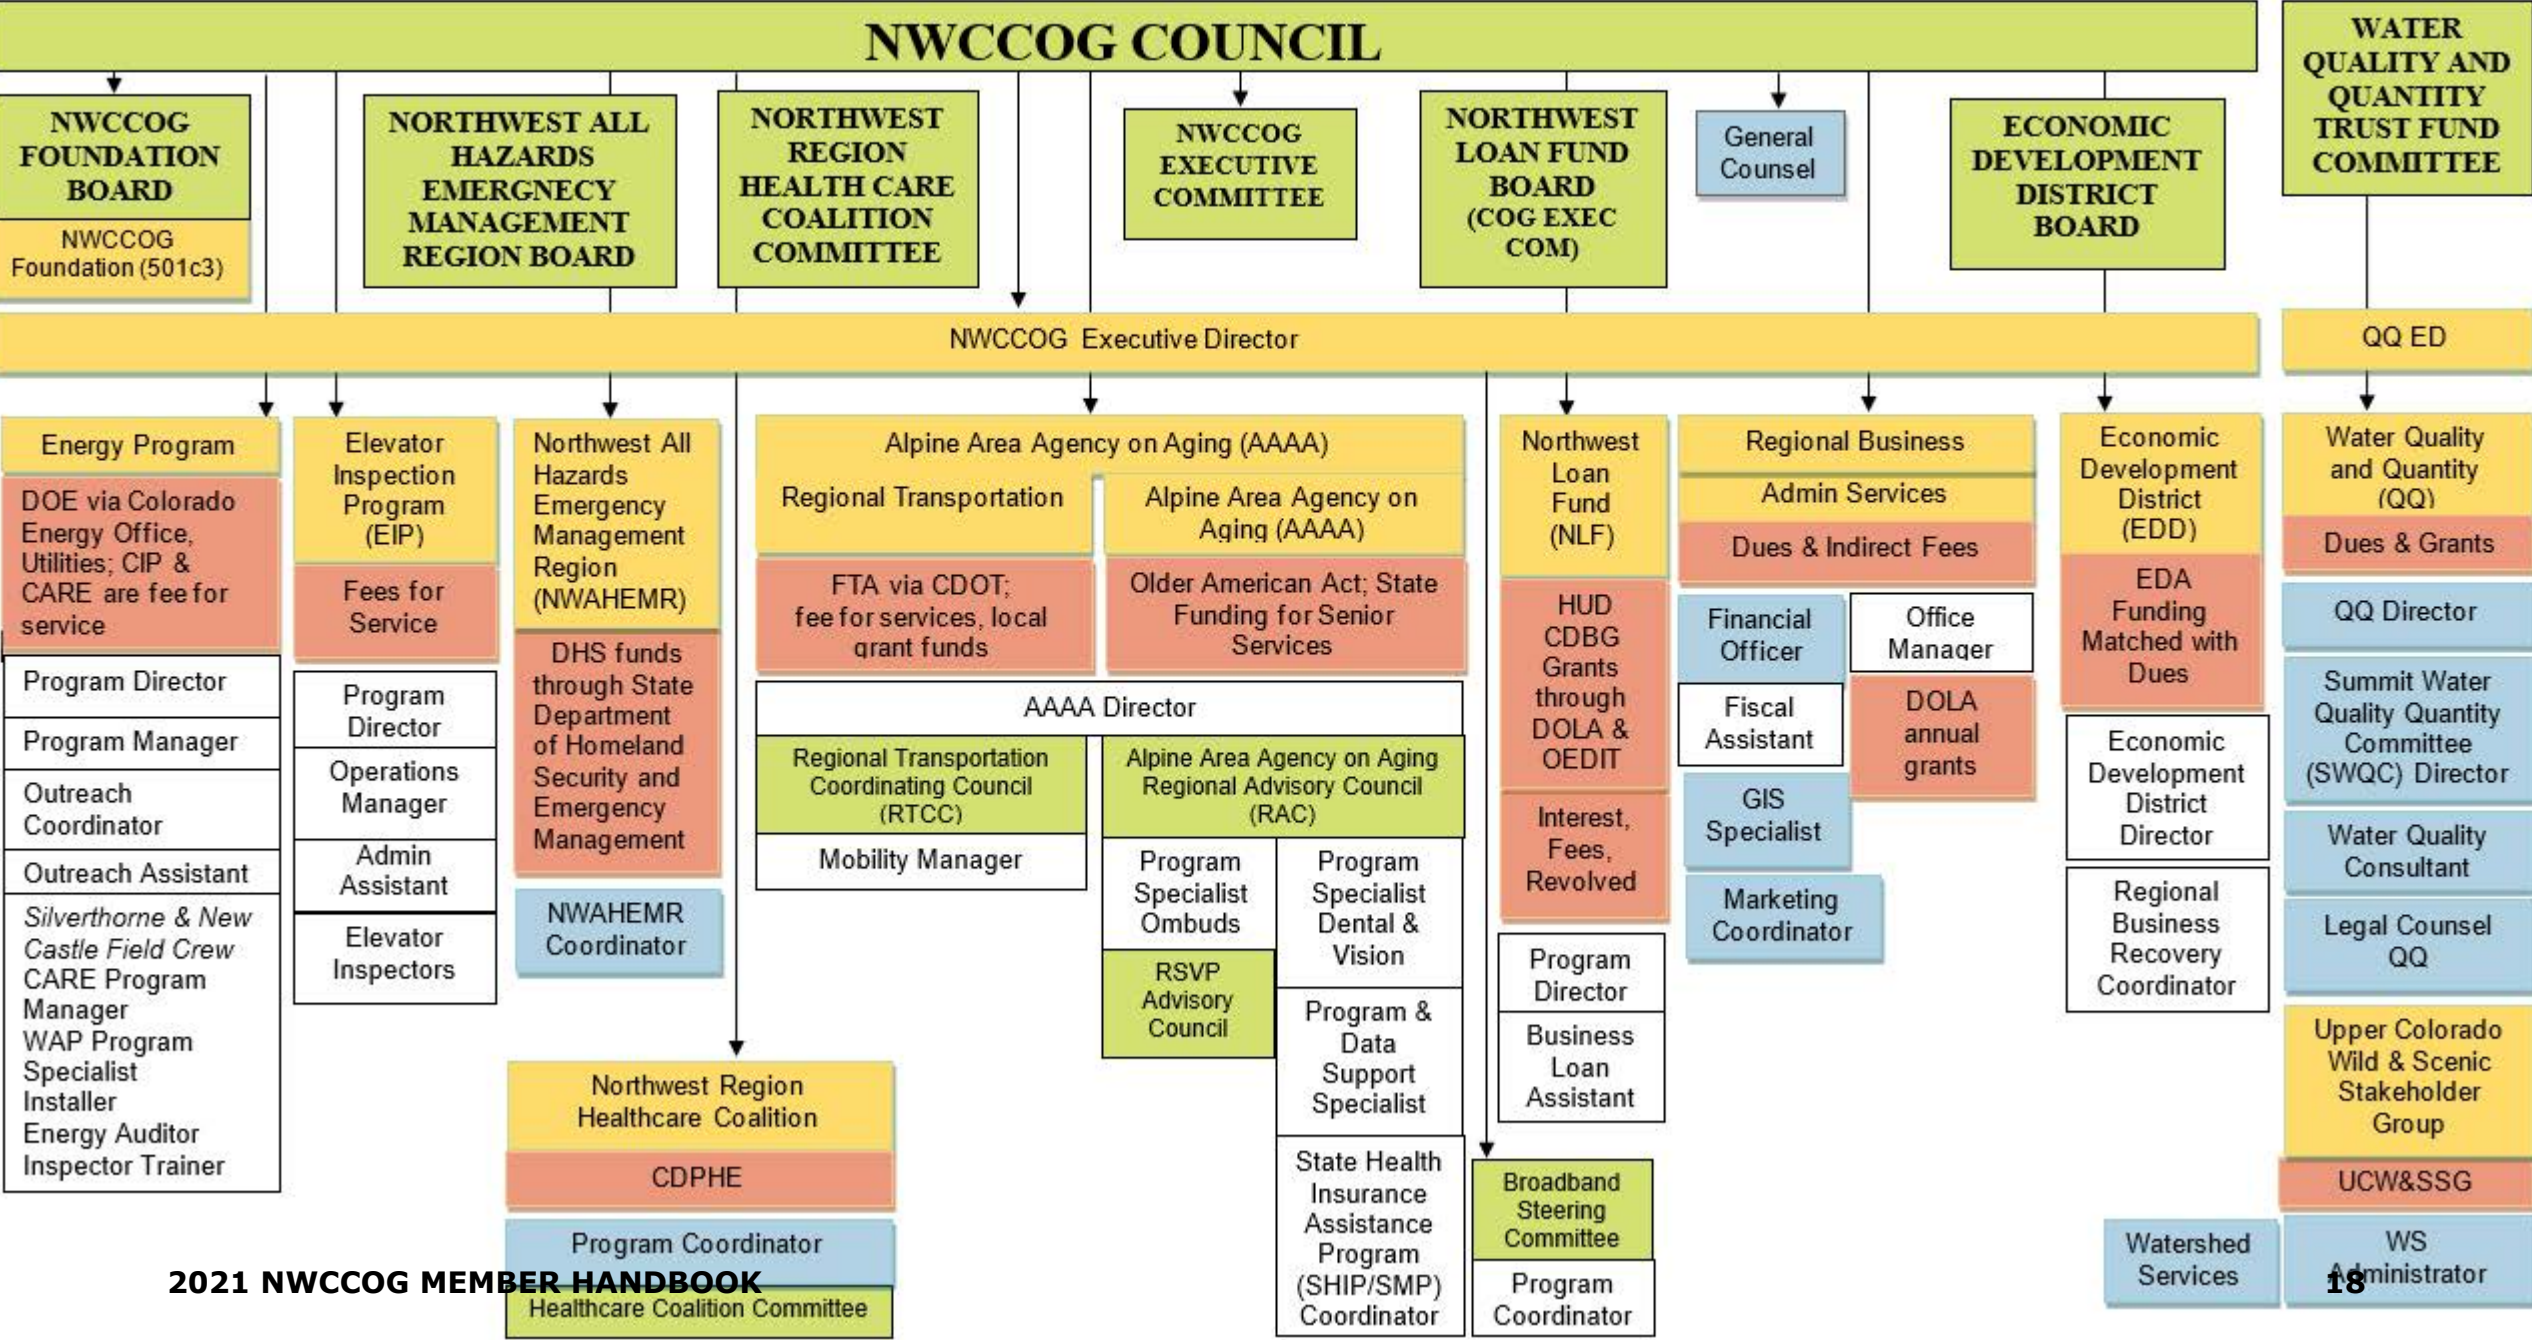 NWCCOG COUNCIL
WATER
QUALITY AND
QUANTITY
TRUST FUND
COMMITTEE
NWCCOG
FOUNDATION
BOARD
NWCCOG
Foundation (501c3)
NORTHWEST ALL
HAZARDS
EMERGNECY
MANAGEMENT
REGION BOARD
NORTHWEST
REGION
HEALTH CARE
COALITION
COMMITTEE
NWCCOG
EXECUTIVE
COMMITTEE
NORTHWEST
LOAN FUND
BOARD
(COG EXEC
COM)
General
Counsel
ECONOMIC
DEVELOPMENT
DISTRICT
BOARD
NWCCOG Executive Director
QQ ED
Energy Program
DOE via Colorado
Energy Office,
Utilities; CIP &
CARE are fee for
service
Program Director
Program Manager
Outreach
Coordinator
Outreach Assistant
Silverthorne & New
Castle Field Crew
CARE Program
Manager
WAP Program
Specialist
Installer
Energy Auditor
Inspector Trainer
Elevator
Inspection
Program
(EIP)
Fees for
Service
Program
Director
Operations
Manager
Admin
Assistant
Elevator
Inspectors
Northwest All
Hazards
Emergency
Management
Region
(NWAHEMR)
DHS funds
through State
Department
of Homeland
Security and
Emergency
Management
NWAHEMR
Coordinator
Northwest Region
Healthcare Coalition
CDPHE
Program Coordinator
Healthcare Coalition Committee
Alpine Area Agency on Aging (AAAA)
Regional Transportation
FTA via CDOT;
fee for services, local
grant funds
Alpine Area Agency on
Aging (AAAA)
Older American Act; State
Funding for Senior
Services
AAAA Director
Regional Transportation
Coordinating Council
(RTCC)
Mobility Manager
Alpine Area Agency on Aging
Regional Advisory Council
(RAC)
Program
Specialist
Ombuds
RSVP
Advisory
Council
Program
Specialist
Dental &
Vision
Program &
Data
Support
Specialist
State Health
Insurance
Assistance
Program
(SHIP/SMP)
Coordinator
Broadband
Steering
Committee
Program
Coordinator
Northwest
Loan
Fund
(NLF)
HUD
CDBG
Grants
through
DOLA &
OEDIT
Interest,
Fees,
Revolved
Program
Director
Business
Loan
Assistant
Regional Business
Admin Services
Dues & Indirect Fees
Financial
Officer
Fiscal
Assistant
GIS
Specialist
Marketing
Coordinator
Office
Manager
DOLA
annual
grants
Economic
Development
District
(EDD)
EDA
Funding
Matched with
Dues
Economic
Development
District
Director
Regional
Business
Recovery
Coordinator
Water Quality
and Quantity
(QQ)
Dues & Grants
QQ Director
Summit Water
Quality Quantity
Committee
(SWQC) Director
Water Quality
Consultant
Legal Counsel
QQ
Upper Colorado
Wild & Scenic
Stakeholder
Group
UCW&SSG
Watershed
Services
WS
Administrator
2021 NWCCOG MEMBER HANDBOOK
18